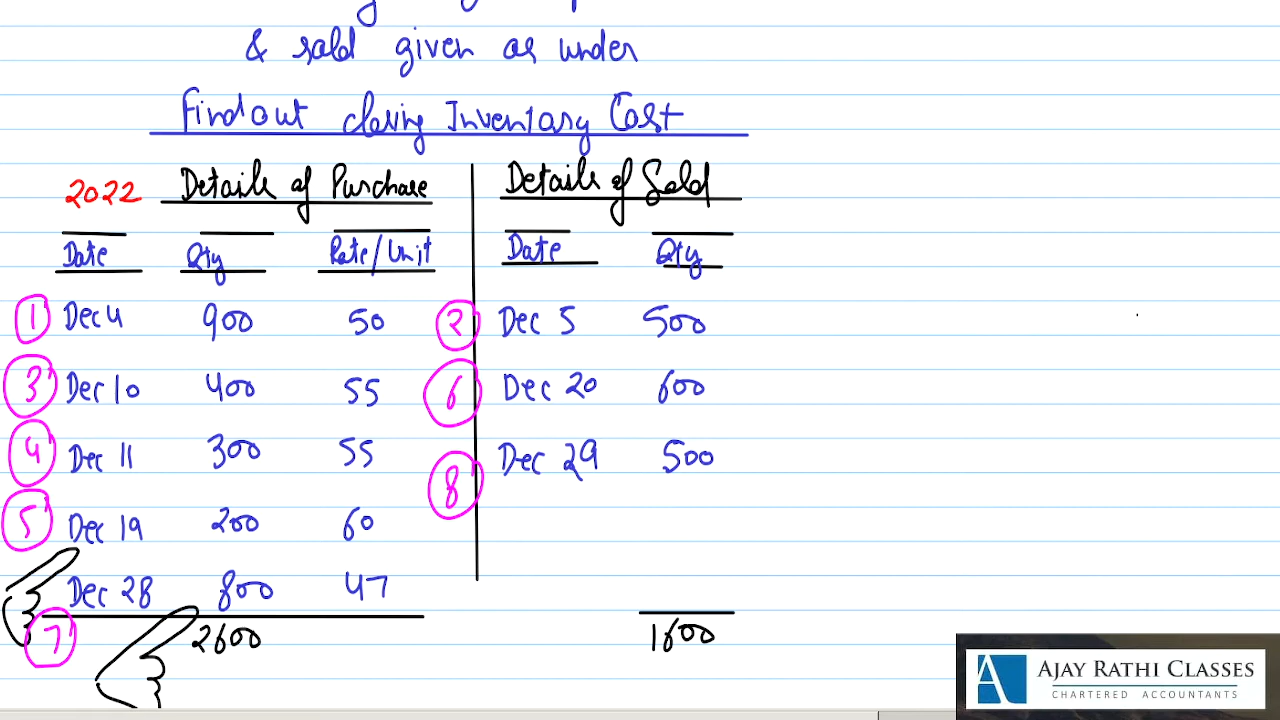 & sold given as under
Find out closing Inventory Cost
2022 Details of Purchase Details of Sold
Date Qty Rate/Unit Date Qty
1 Dec 4 900 50 2 Dec 5 500
3 Dec 10 400 55 6 Dec 20 600
4 Dec 11 300 55 8 Dec 29 500
5 Dec 19 200 60
Dec 28 800 47
7 2600 1600
AJAY RATHI CLASSES
CHARTERED ACCOUNTANTS